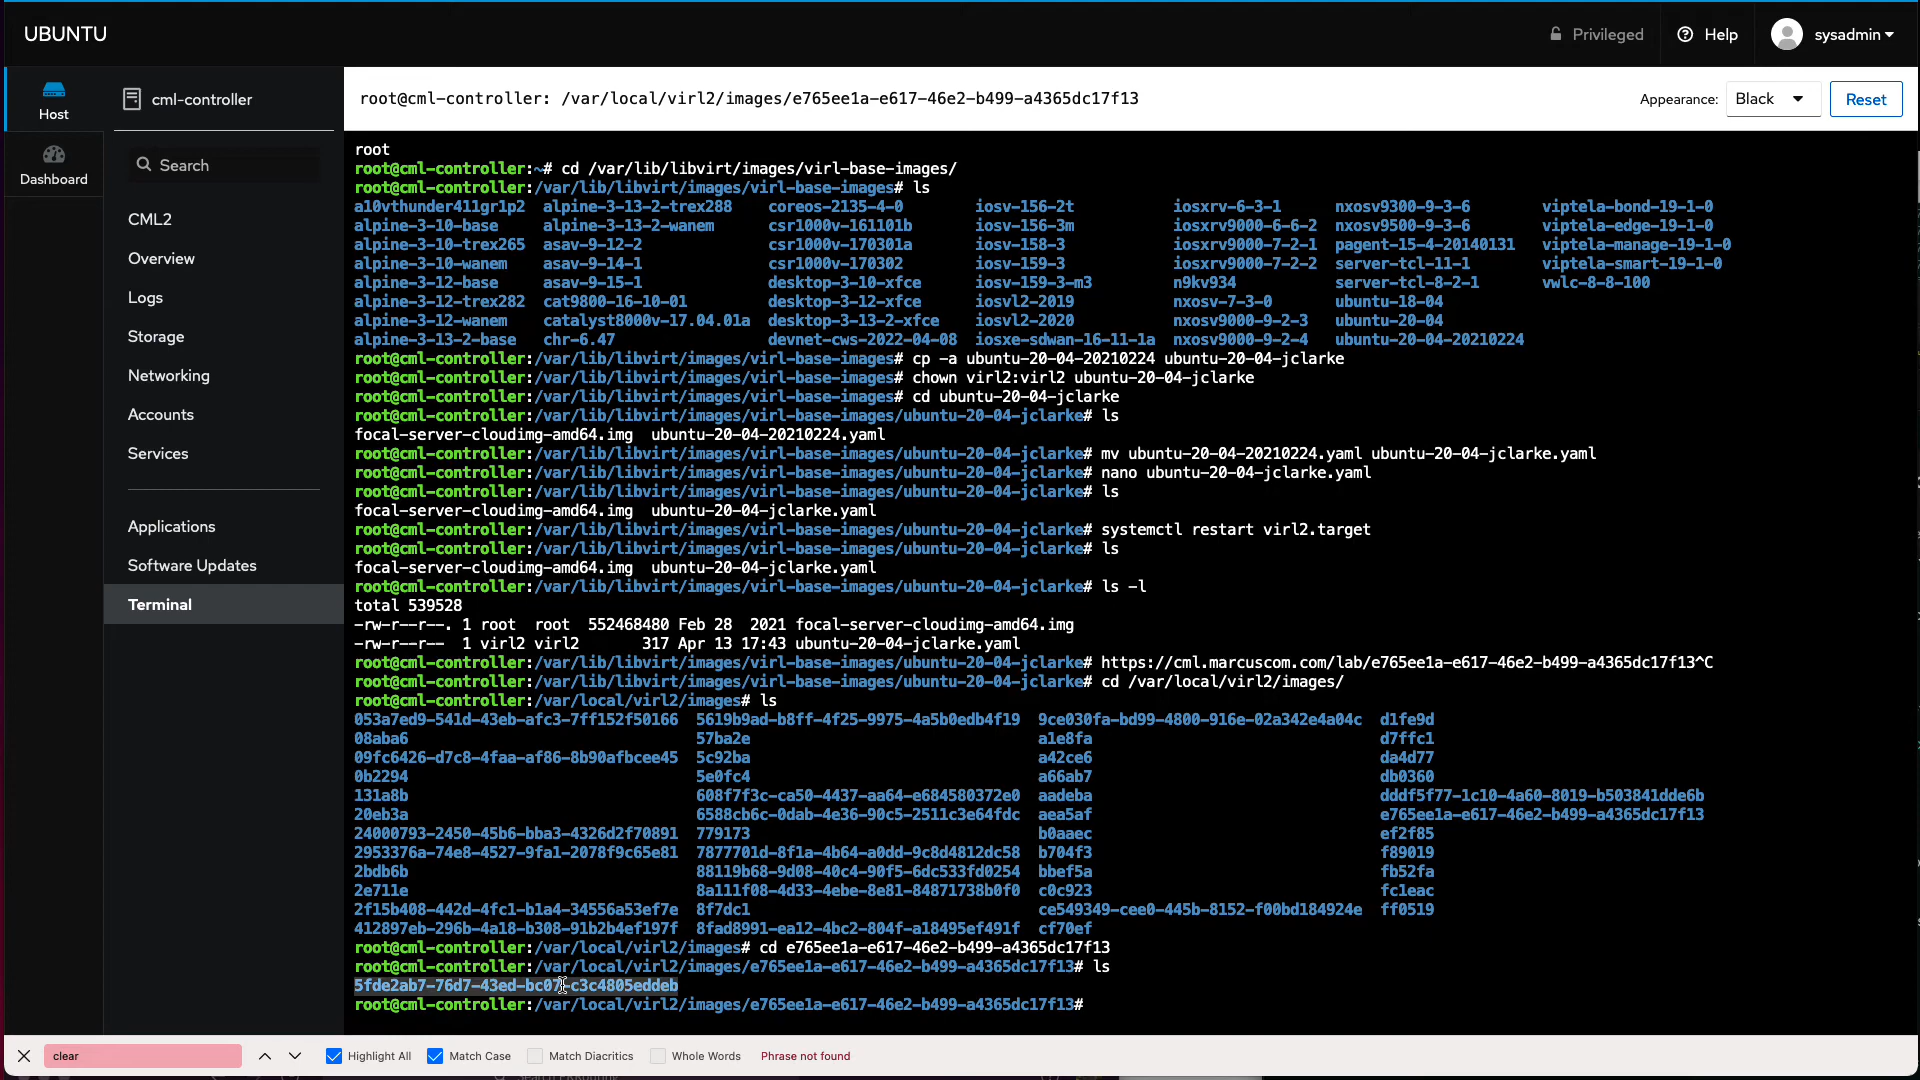 UBUNTU
Privileged
Help
sysadmin
Host
Dashboard
cml-controller
Search
CML2
Overview
Logs
Storage
Networking
Accounts
Services
Applications
Software Updates
Terminal
root@cml-controller: /var/local/virl2/images/e765ee1a-e617-46e2-b499-a4365dc17f13
Appearance: Black Reset
root
root@cml-controller:~# cd /var/lib/libvirt/images/virl-base-images/
root@cml-controller:/var/lib/libvirt/images/virl-base-images# ls
a10vthunder411gr1p2 alpine-3-13-2-trex288 coreos-2135-4-0 iosv-156-2t iosxrv-6-3-1 nxosv9300-9-3-6 viptela-bond-19-1-0
alpine-3-10-base alpine-3-13-2-wanem csr1000v-161101b iosv-156-3m iosxrv9000-6-6-2 nxosv9500-9-3-6 viptela-edge-19-1-0
alpine-3-10-trex265 asav-9-12-2 csr1000v-170301a iosv-158-3 iosxrv9000-7-2-1 pagent-15-4-20140131 viptela-manage-19-1-0
alpine-3-10-wanem asav-9-14-1 csr1000v-170302 iosv-159-3 iosxrv9000-7-2-2 server-tcl-11-1 viptela-smart-19-1-0
alpine-3-12-base asav-9-15-1 desktop-3-10-xfce iosv-159-3-m3 n9kv934 server-tcl-8-2-1 vwlc-8-8-100
alpine-3-12-trex282 cat9800-16-10-01 desktop-3-12-xfce iosvl2-2019 nxosv-7-3-0 ubuntu-18-04
alpine-3-12-wanem catalyst8000v-17.04.01a desktop-3-13-2-xfce iosvl2-2020 nxosv9000-9-2-3 ubuntu-20-04
alpine-3-13-2-base chr-6.47 devnet-cws-2022-04-08 iosxe-sdwan-16-11-1a nxosv9000-9-2-4 ubuntu-20-04-20210224
root@cml-controller:/var/lib/libvirt/images/virl-base-images# cp -a ubuntu-20-04-20210224 ubuntu-20-04-jclarke
root@cml-controller:/var/lib/libvirt/images/virl-base-images# chown virl2:virl2 ubuntu-20-04-jclarke
root@cml-controller:/var/lib/libvirt/images/virl-base-images# cd ubuntu-20-04-jclarke
root@cml-controller:/var/lib/libvirt/images/virl-base-images/ubuntu-20-04-jclarke# ls
focal-server-cloudimg-amd64.img ubuntu-20-04-20210224.yaml
root@cml-controller:/var/lib/libvirt/images/virl-base-images/ubuntu-20-04-jclarke# mv ubuntu-20-04-20210224.yaml ubuntu-20-04-jclarke.yaml
root@cml-controller:/var/lib/libvirt/images/virl-base-images/ubuntu-20-04-jclarke# nano ubuntu-20-04-jclarke.yaml
root@cml-controller:/var/lib/libvirt/images/virl-base-images/ubuntu-20-04-jclarke# ls
focal-server-cloudimg-amd64.img ubuntu-20-04-jclarke.yaml
root@cml-controller:/var/lib/libvirt/images/virl-base-images/ubuntu-20-04-jclarke# systemctl restart virl2.target
root@cml-controller:/var/lib/libvirt/images/virl-base-images/ubuntu-20-04-jclarke# ls
focal-server-cloudimg-amd64.img ubuntu-20-04-jclarke.yaml
root@cml-controller:/var/lib/libvirt/images/virl-base-images/ubuntu-20-04-jclarke# ls -l
total 539528
-rw-r--r--. 1 root root 552468480 Feb 28 2021 focal-server-cloudimg-amd64.img
-rw-r--r-- 1 virl2 virl2 317 Apr 13 17:43 ubuntu-20-04-jclarke.yaml
root@cml-controller:/var/lib/libvirt/images/virl-base-images/ubuntu-20-04-jclarke# https://cml.marcuscom.com/lab/e765ee1a-e617-46e2-b499-a4365dc17f13^C
root@cml-controller:/var/lib/libvirt/images/virl-base-images/ubuntu-20-04-jclarke# cd /var/local/virl2/images/
root@cml-controller:/var/local/virl2/images# ls
053a7ed9-541d-43eb-afc3-7ff152f50166 5619b9ad-b8ff-4f25-9975-4a5b0edb4f19 9ce030fa-bd99-4800-916e-02a342e4a04c d1fe9d
08aba6 57ba2e a1e8fa d7ffc1
09fc6426-d7c8-4faa-af86-8b90afbcee45 5c92ba a42ce6 da4d77
0b2294 5e0fc4 a66ab7 db0360
131a8b 608f7f3c-ca50-4437-aa64-e684580372e0 aadeba dddf5f77-1c10-4a60-8019-b503841dde6b
20eb3a 6588cb6c-0dab-4e36-90c5-2511c3e64fdc aea5af e765ee1a-e617-46e2-b499-a4365dc17f13
24000793-2450-45b6-bba3-4326d2f70891 779173 b0aaec ef2f85
2953376a-74e8-4527-9fa1-2078f9c65e81 7877701d-8f1a-4b64-a0dd-9c8d4812dc58 b704f3 f89019
2bdb6b 88119b68-9d08-40c4-90f5-6dc533fd0254 bbef5a fb52fa
2e711e 8a111f08-4d33-4ebe-8e81-84871738b0f0 c0c923 fc1eac
2f15b408-442d-4fc1-b1a4-34556a53ef7e 8f7dc1 ce549349-cee0-445b-8152-f00bd184924e ff0519
412897eb-296b-4a18-b308-91b2b4ef197f 8fad8991-ea12-4bc2-804f-a18495ef491f cf70ef
root@cml-controller:/var/local/virl2/images# cd e765ee1a-e617-46e2-b499-a4365dc17f13
root@cml-controller:/var/local/virl2/images/e765ee1a-e617-46e2-b499-a4365dc17f13# ls
5fde2ab7-76d7-43ed-bc07-c3c4805eddeb
root@cml-controller:/var/local/virl2/images/e765ee1a-e617-46e2-b499-a4365dc17f13#
clear
Highlight All
Match Case
Match Diacritics
Whole Words
Phrase not found